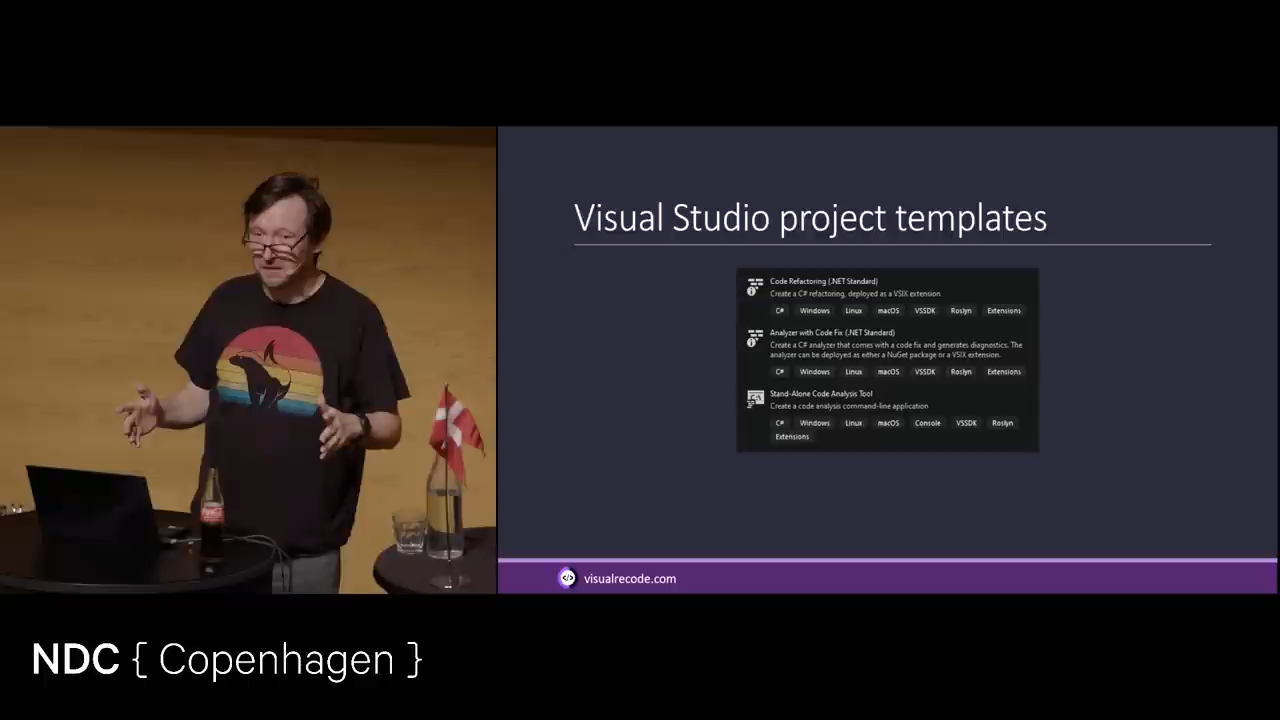 Visual Studio project templates
Code Refactoring (.NET Standard)
Create a C# refactoring, deployed as a VSIX extension
C# Windows Linux macOS VSSDK Roslyn Extensions
Analyzer with Code Fix (.NET Standard)
Create a C# analyzer that comes with a code fix and generates diagnostics. The
analyzer can be deployed as either a NuGet package or a VSIX extension.
C# Windows Linux macOS VSSDK Roslyn Extensions
Stand-Alone Code Analysis Tool
Create a code analysis command-line application
C# Windows Linux macOS Console VSSDK Roslyn
Extensions
</> visualrecode.com
NDC { Copenhagen }